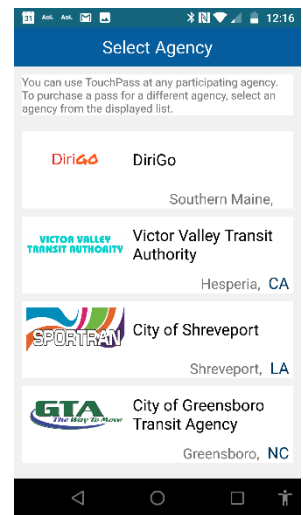 31 AOL AOL M 12:16
Select Agency
You can use TouchPass at any participating agency.
To purchase a pass for a different agency, select an
agency from the displayed list.
DiriGO DiriGo
Southern Maine,
VICTOR VALLEY
TRANSIT AUTHORITY
Victor Valley Transit
Authority
Hesperia, CA
SPORTRAN City of Shreveport
Shreveport, LA
GTA
The Way To Move
City of Greensboro
Transit Agency
Greensboro, NC